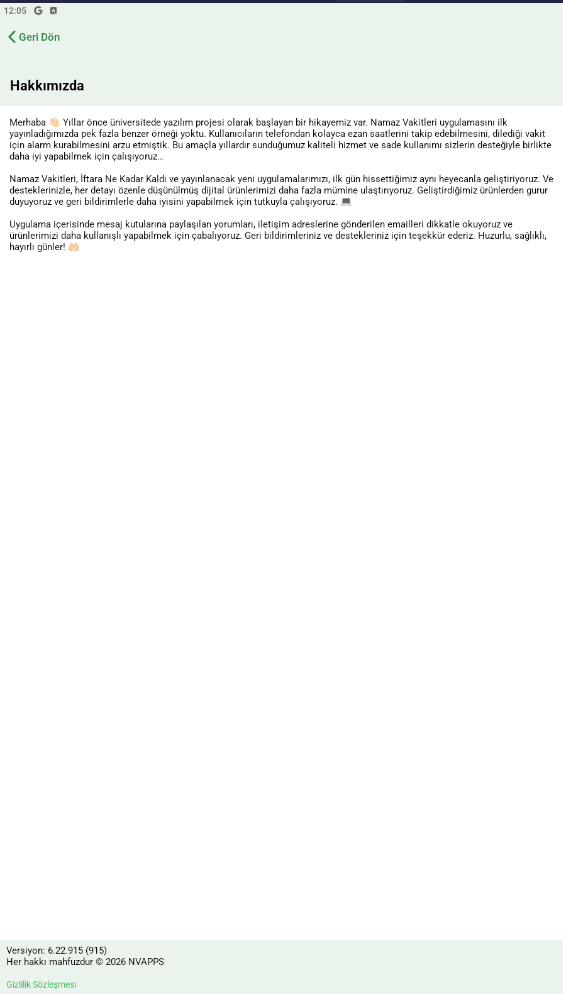 12:05
Geri Dön
Hakkımızda
Merhaba 👋🏻 Yıllar önce üniversitede yazılım projesi olarak başlayan bir hikayemiz var. Namaz Vakitleri uygulamasını ilk
yayınladığımızda pek fazla benzer örneği yoktu. Kullanıcıların telefondan kolayca ezan saatlerini takip edebilmesini, dilediği vakit
için alarm kurabilmesini arzu etmiştik. Bu amaçla yıllardır sunduğumuz kaliteli hizmet ve sade kullanımı sizlerin desteğiyle birlikte
daha iyi yapabilmek için çalışıyoruz…
Namaz Vakitleri, İftara Ne Kadar Kaldı ve yayınlanacak yeni uygulamalarımızı, ilk gün hissettiğimiz aynı heyecanla geliştiriyoruz. Ve
desteklerinizle, her detayı özenle düşünülmüş dijital ürünlerimizi daha fazla mümine ulaştırıyoruz. Geliştirdiğimiz ürünlerden gurur
duyuyoruz ve geri bildirimlerle daha iyisini yapabilmek için tutkuyla çalışıyoruz. 💻
Uygulama içerisinde mesaj kutularına paylaşılan yorumları, iletişim adreslerine gönderilen emailleri dikkatle okuyoruz ve
ürünlerimizi daha kullanışlı yapabilmek için çabalıyoruz. Geri bildirimleriniz ve destekleriniz için teşekkür ederiz. Huzurlu, sağlıklı,
hayırlı günler! 🤲🏻
Versiyon: 6.22.915 (915)
Her hakkı mahfuzdur © 2026 NVAPPS
Gizlilik Sözleşmesi